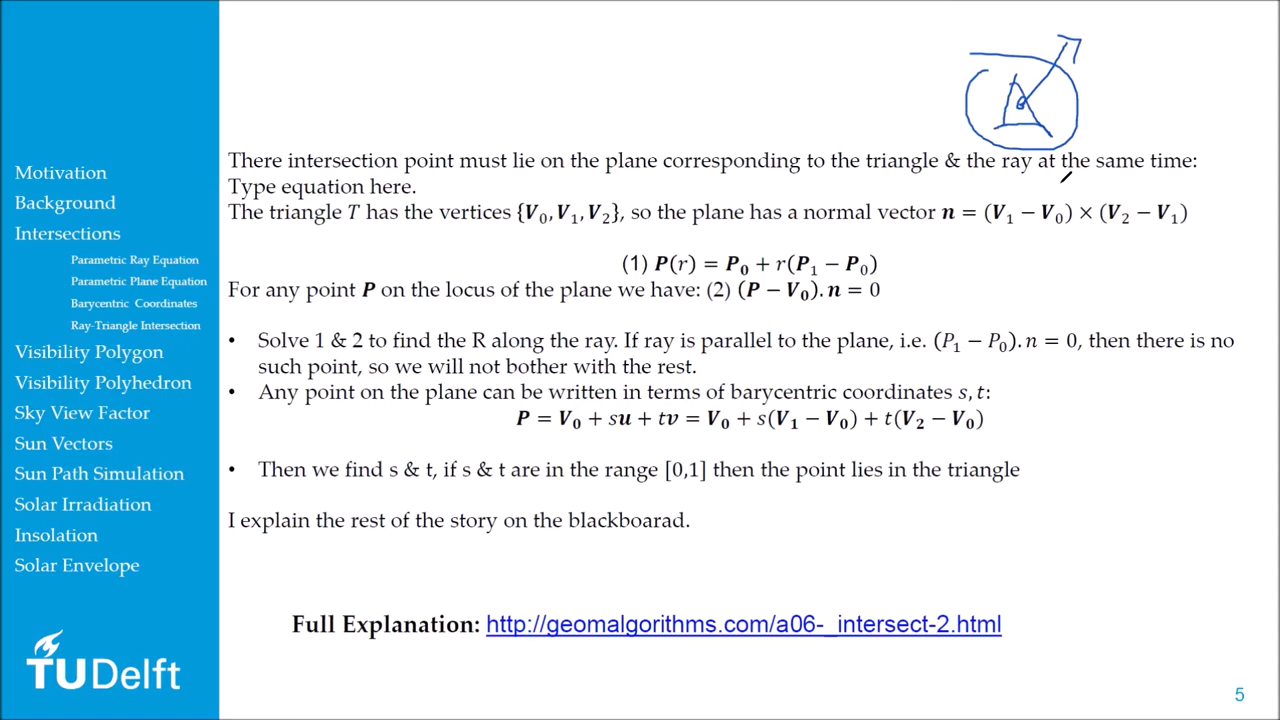 Motivation
Background
Intersections
Parametric Ray Equation
Parametric Plane Equation
Barycentric Coordinates
Ray-Triangle Intersection
Visibility Polygon
Visibility Polyhedron
Sky View Factor
Sun Vectors
Sun Path Simulation
Solar Irradiation
Insolation
Solar Envelope
TUDelft
There intersection point must lie on the plane corresponding to the triangle & the ray at the same time:
Type equation here.
The triangle T has the vertices {V₀, V₁, V₂}, so the plane has a normal vector n = (V₁ − V₀) × (V₂ − V₁)
(1) P(r) = P₀ + r(P₁ − P₀)
For any point P on the locus of the plane we have: (2) (P − V₀). n = 0
• Solve 1 & 2 to find the R along the ray. If ray is parallel to the plane, i.e. (P₁ − P₀). n = 0, then there is no
such point, so we will not bother with the rest.
• Any point on the plane can be written in terms of barycentric coordinates s, t:
P = V₀ + su + tv = V₀ + s(V₁ − V₀) + t(V₂ − V₀)
• Then we find s & t, if s & t are in the range [0,1] then the point lies in the triangle
I explain the rest of the story on the blackboarad.
Full Explanation: http://geomalgorithms.com/a06-_intersect-2.html
5